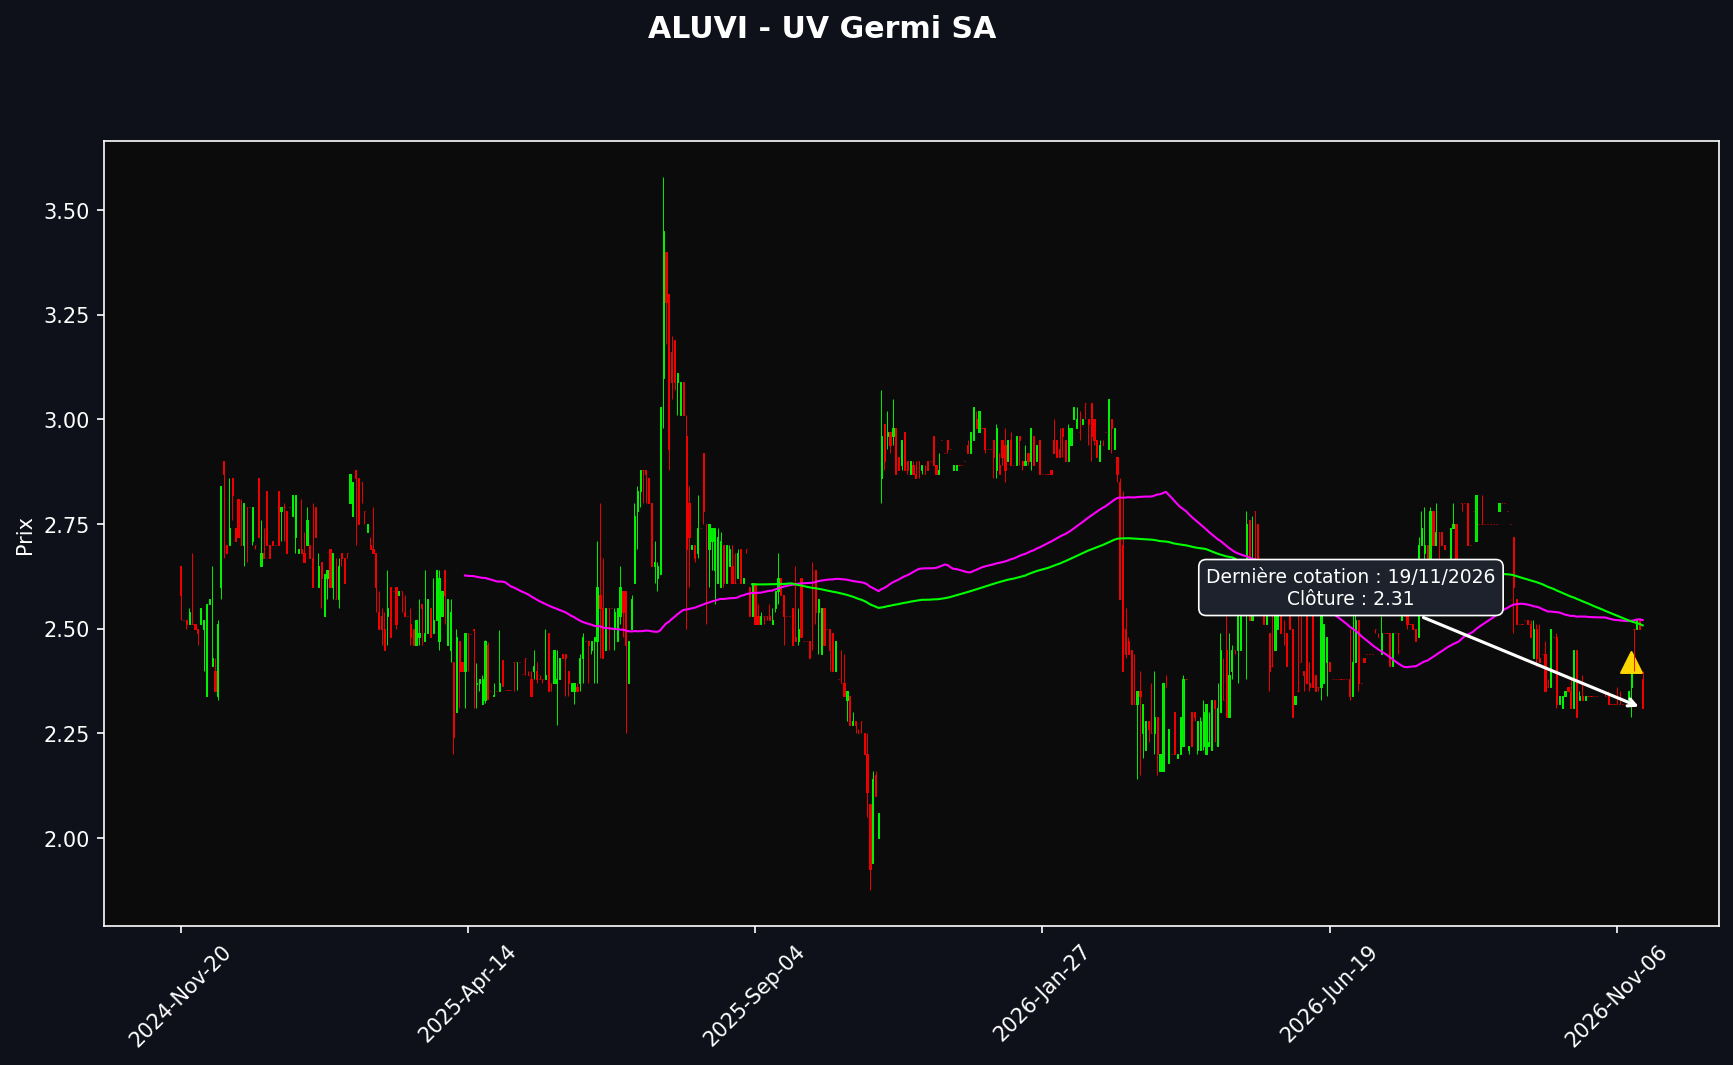 ALUVI - UV Germi SA
3.50
3.25
3.00
2.75
2.50
2.25
2.00
Prix
Dernière cotation : 19/11/2026
Clôture : 2.31
2024-Nov-20
2025-Apr-14
2025-Sep-04
2026-Jan-27
2026-Jun-19
2026-Nov-06